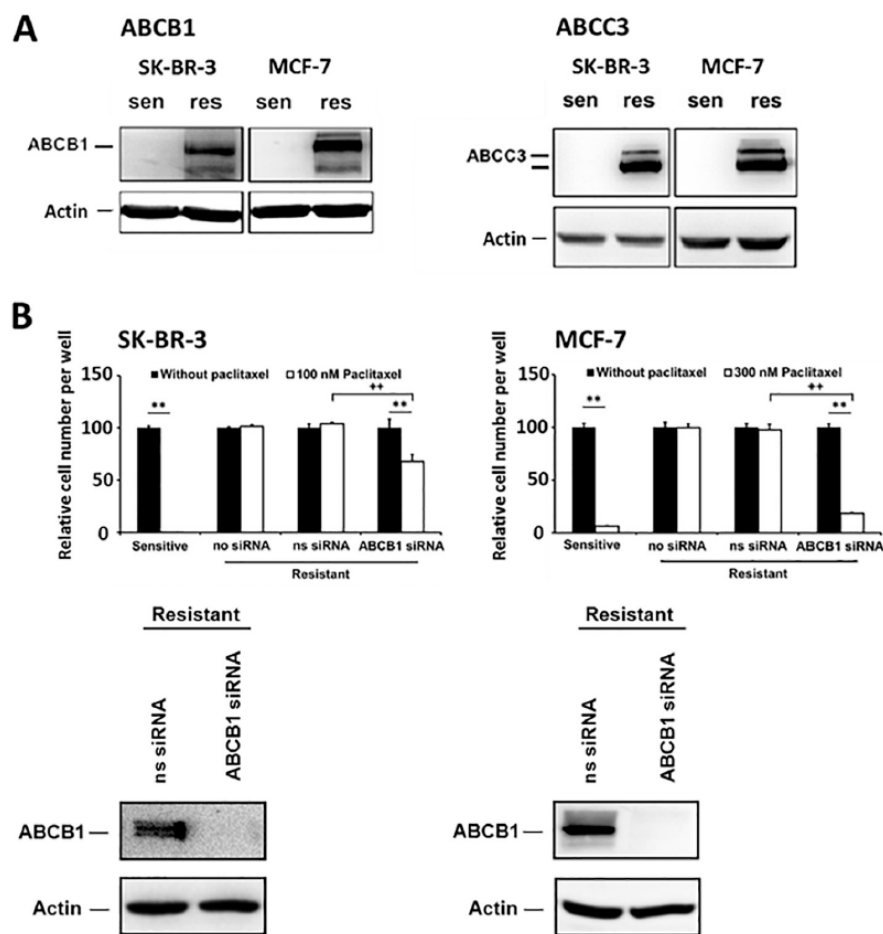 A
ABCB1
SK-BR-3 MCF-7
sen res sen res
ABCB1
Actin
ABCC3
SK-BR-3 MCF-7
sen res sen res
ABCC3
Actin
B
SK-BR-3
Relative cell number per well
150
100
50
0
Without paclitaxel 100 nM Paclitaxel
**
++
**
Sensitive no siRNA ns siRNA ABCB1 siRNA
Resistant
MCF-7
Relative cell number per well
150
100
50
0
Without paclitaxel 300 nM Paclitaxel
**
++
**
Sensitive no siRNA ns siRNA ABCB1 siRNA
Resistant
Resistant
ns siRNA
ABCB1 siRNA
ABCB1
Actin
Resistant
ns siRNA
ABCB1 siRNA
ABCB1
Actin